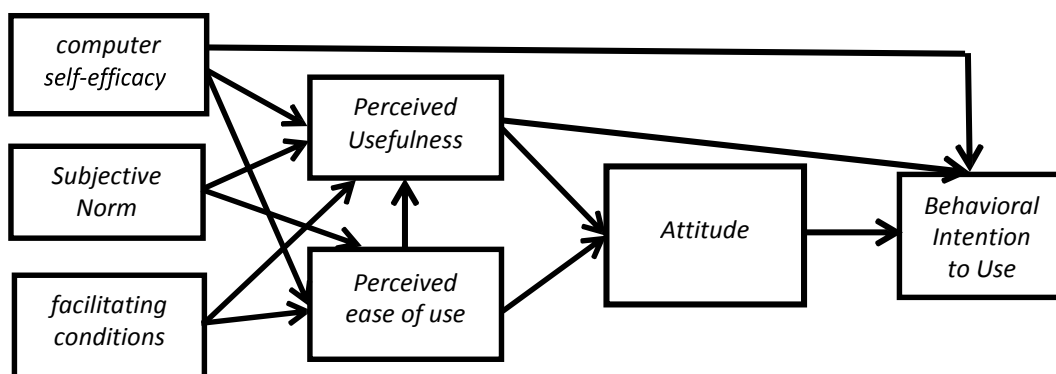 computer
self-efficacy
Perceived
Usefulness
Subjective
Norm
Attitude
Behavioral
Intention
to Use
facilitating
conditions
Perceived
ease of use